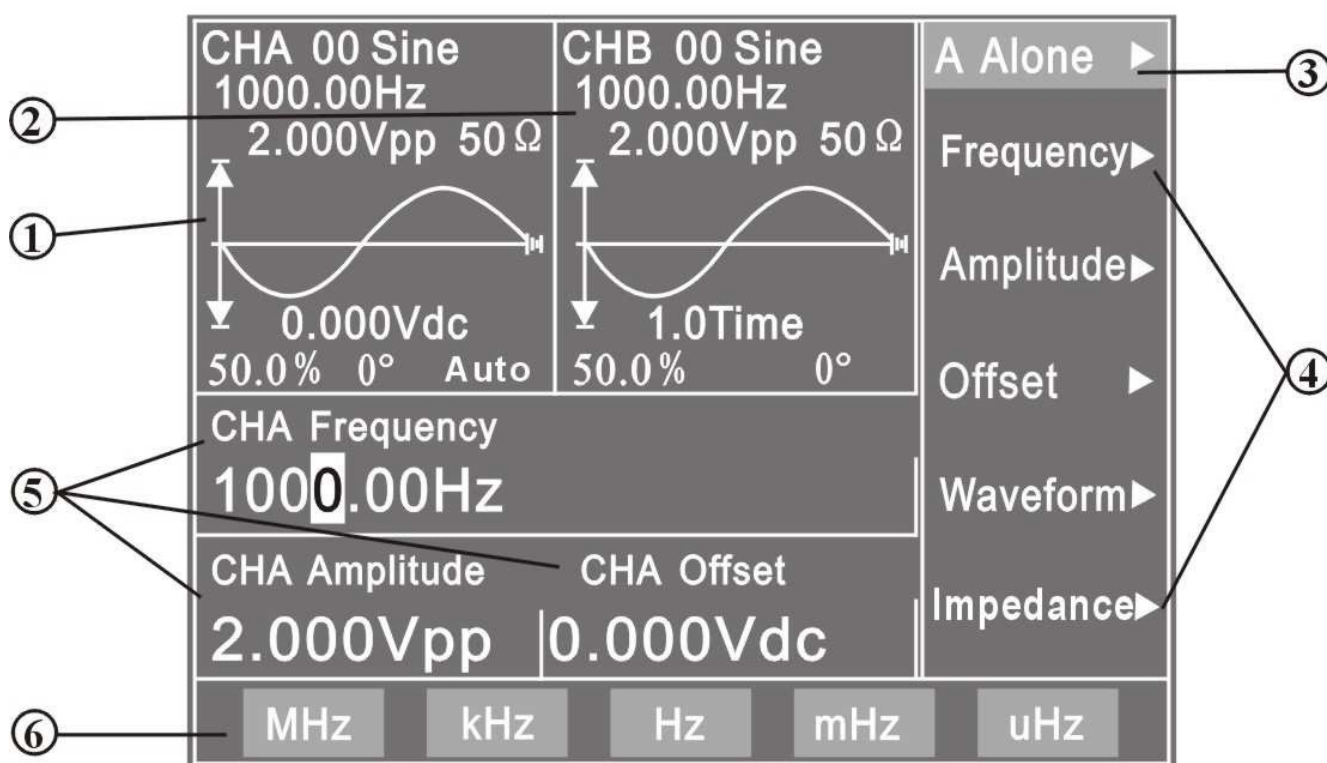 CHA 00 Sine
1000.00Hz
2.000Vpp 50Ω
0.000Vdc
50.0% 0° Auto
CHB 00 Sine
1000.00Hz
2.000Vpp 50Ω
1.0Time
50.0% 0°
A Alone ▶
Frequency▶
Amplitude▶
Offset ▶
Waveform▶
Impedance▶
CHA Frequency
1000.00Hz
CHA Amplitude
2.000Vpp
CHA Offset
0.000Vdc
MHz kHz Hz mHz uHz
①
②
③
④
⑤
⑥